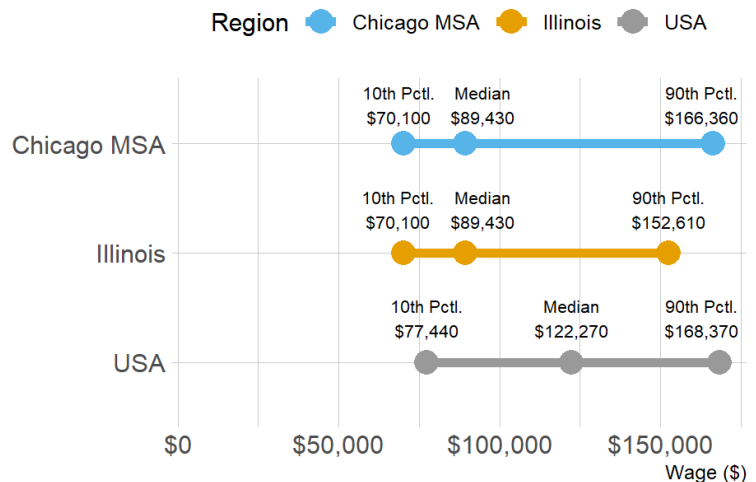 Region Chicago MSA Illinois USA
10th Pctl. Median 90th Pctl.
$70,100 $89,430 $166,360
Chicago MSA
10th Pctl. Median 90th Pctl.
$70,100 $89,430 $152,610
Illinois
10th Pctl. Median 90th Pctl.
$77,440 $122,270 $168,370
USA
$0 $50,000 $100,000 $150,000
Wage ($)